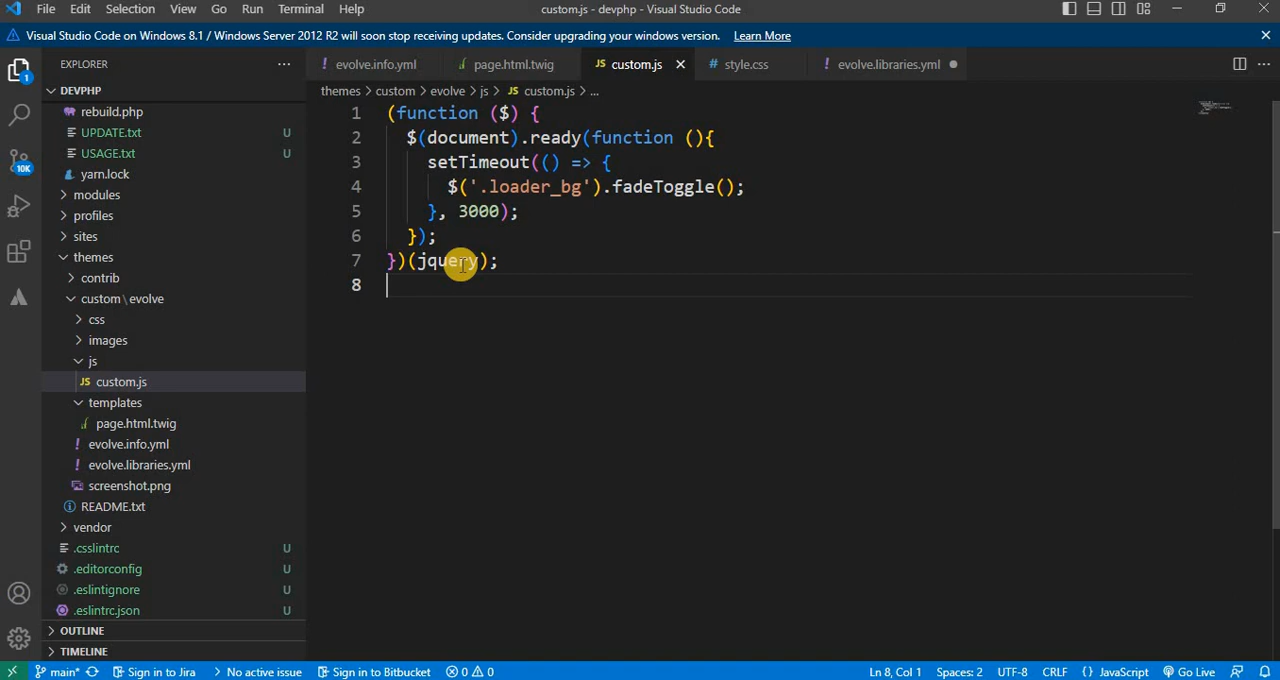 File Edit Selection View Go Run Terminal Help custom.js - devphp - Visual Studio Code
Visual Studio Code on Windows 8.1 / Windows Server 2012 R2 will soon stop receiving updates. Consider upgrading your windows version. Learn More
EXPLORER
evolve.info.yml page.html.twig custom.js style.css evolve.libraries.yml
DEVPHP
themes > custom > evolve > js > JS custom.js > ...
rebuild.php
UPDATE.txt U
USAGE.txt U
yarn.lock
modules
profiles
sites
themes
contrib
custom \ evolve
css
images
js
JS custom.js
templates
page.html.twig
evolve.info.yml
evolve.libraries.yml
screenshot.png
README.txt
vendor
.csslintrc U
.editorconfig U
.eslintignore U
.eslintrc.json U
OUTLINE
TIMELINE
1
10K
1 (function ($) {
2 $(document).ready(function (){
3 setTimeout(() => {
4 $('.loader_bg').fadeToggle();
5 }, 3000);
6 });
7 })(jquery);
8
main* Sign in to Jira No active issue Sign in to Bitbucket 0 0 Ln 8, Col 1 Spaces: 2 UTF-8 CRLF {} JavaScript Go Live